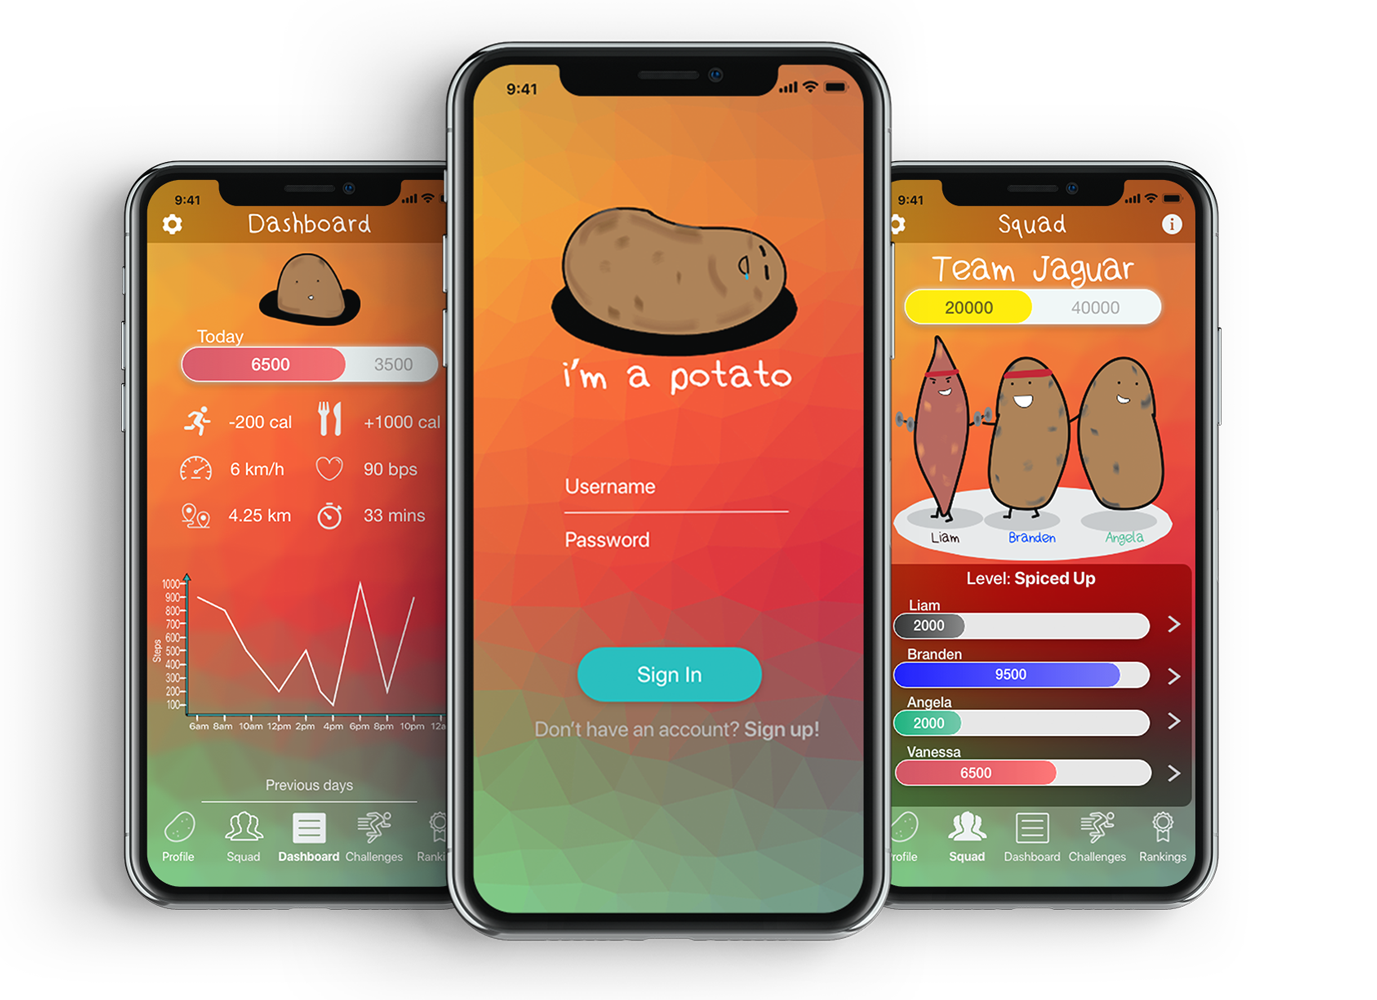 9:41
Dashboard
Today
6500 3500
-200 cal +1000 cal
6 km/h 90 bps
4.25 km 33 mins
Steps
1000
900
800
700
600
500
400
300
200
100
6am 8am 10am 12pm 2pm 4pm 6pm 8pm 10pm 12a
Previous days
Profile Squad Dashboard Challenges Ranki
9:41
i'm a potato
Username
Password
Sign In
Don't have an account? Sign up!
9:41
Squad
i
Team Jaguar
20000 40000
Liam Branden Angela
Level: Spiced Up
Liam
2000
Branden
9500
Angela
2000
Vanessa
6500
rofile Squad Dashboard Challenges Rankings